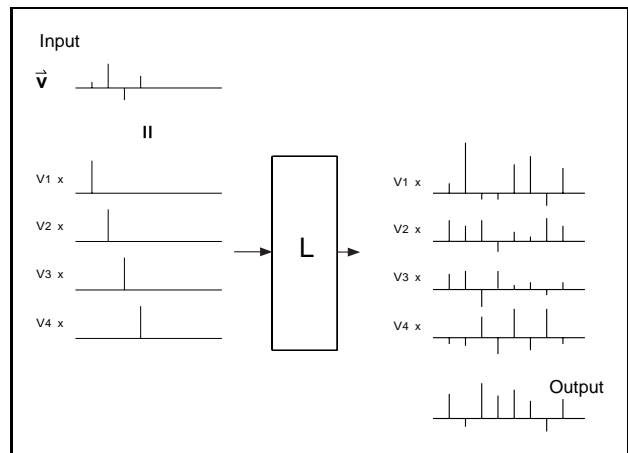 Input
v⃗
=
V1 x
V2 x
V3 x
V4 x
L
V1 x
V2 x
V3 x
V4 x
Output